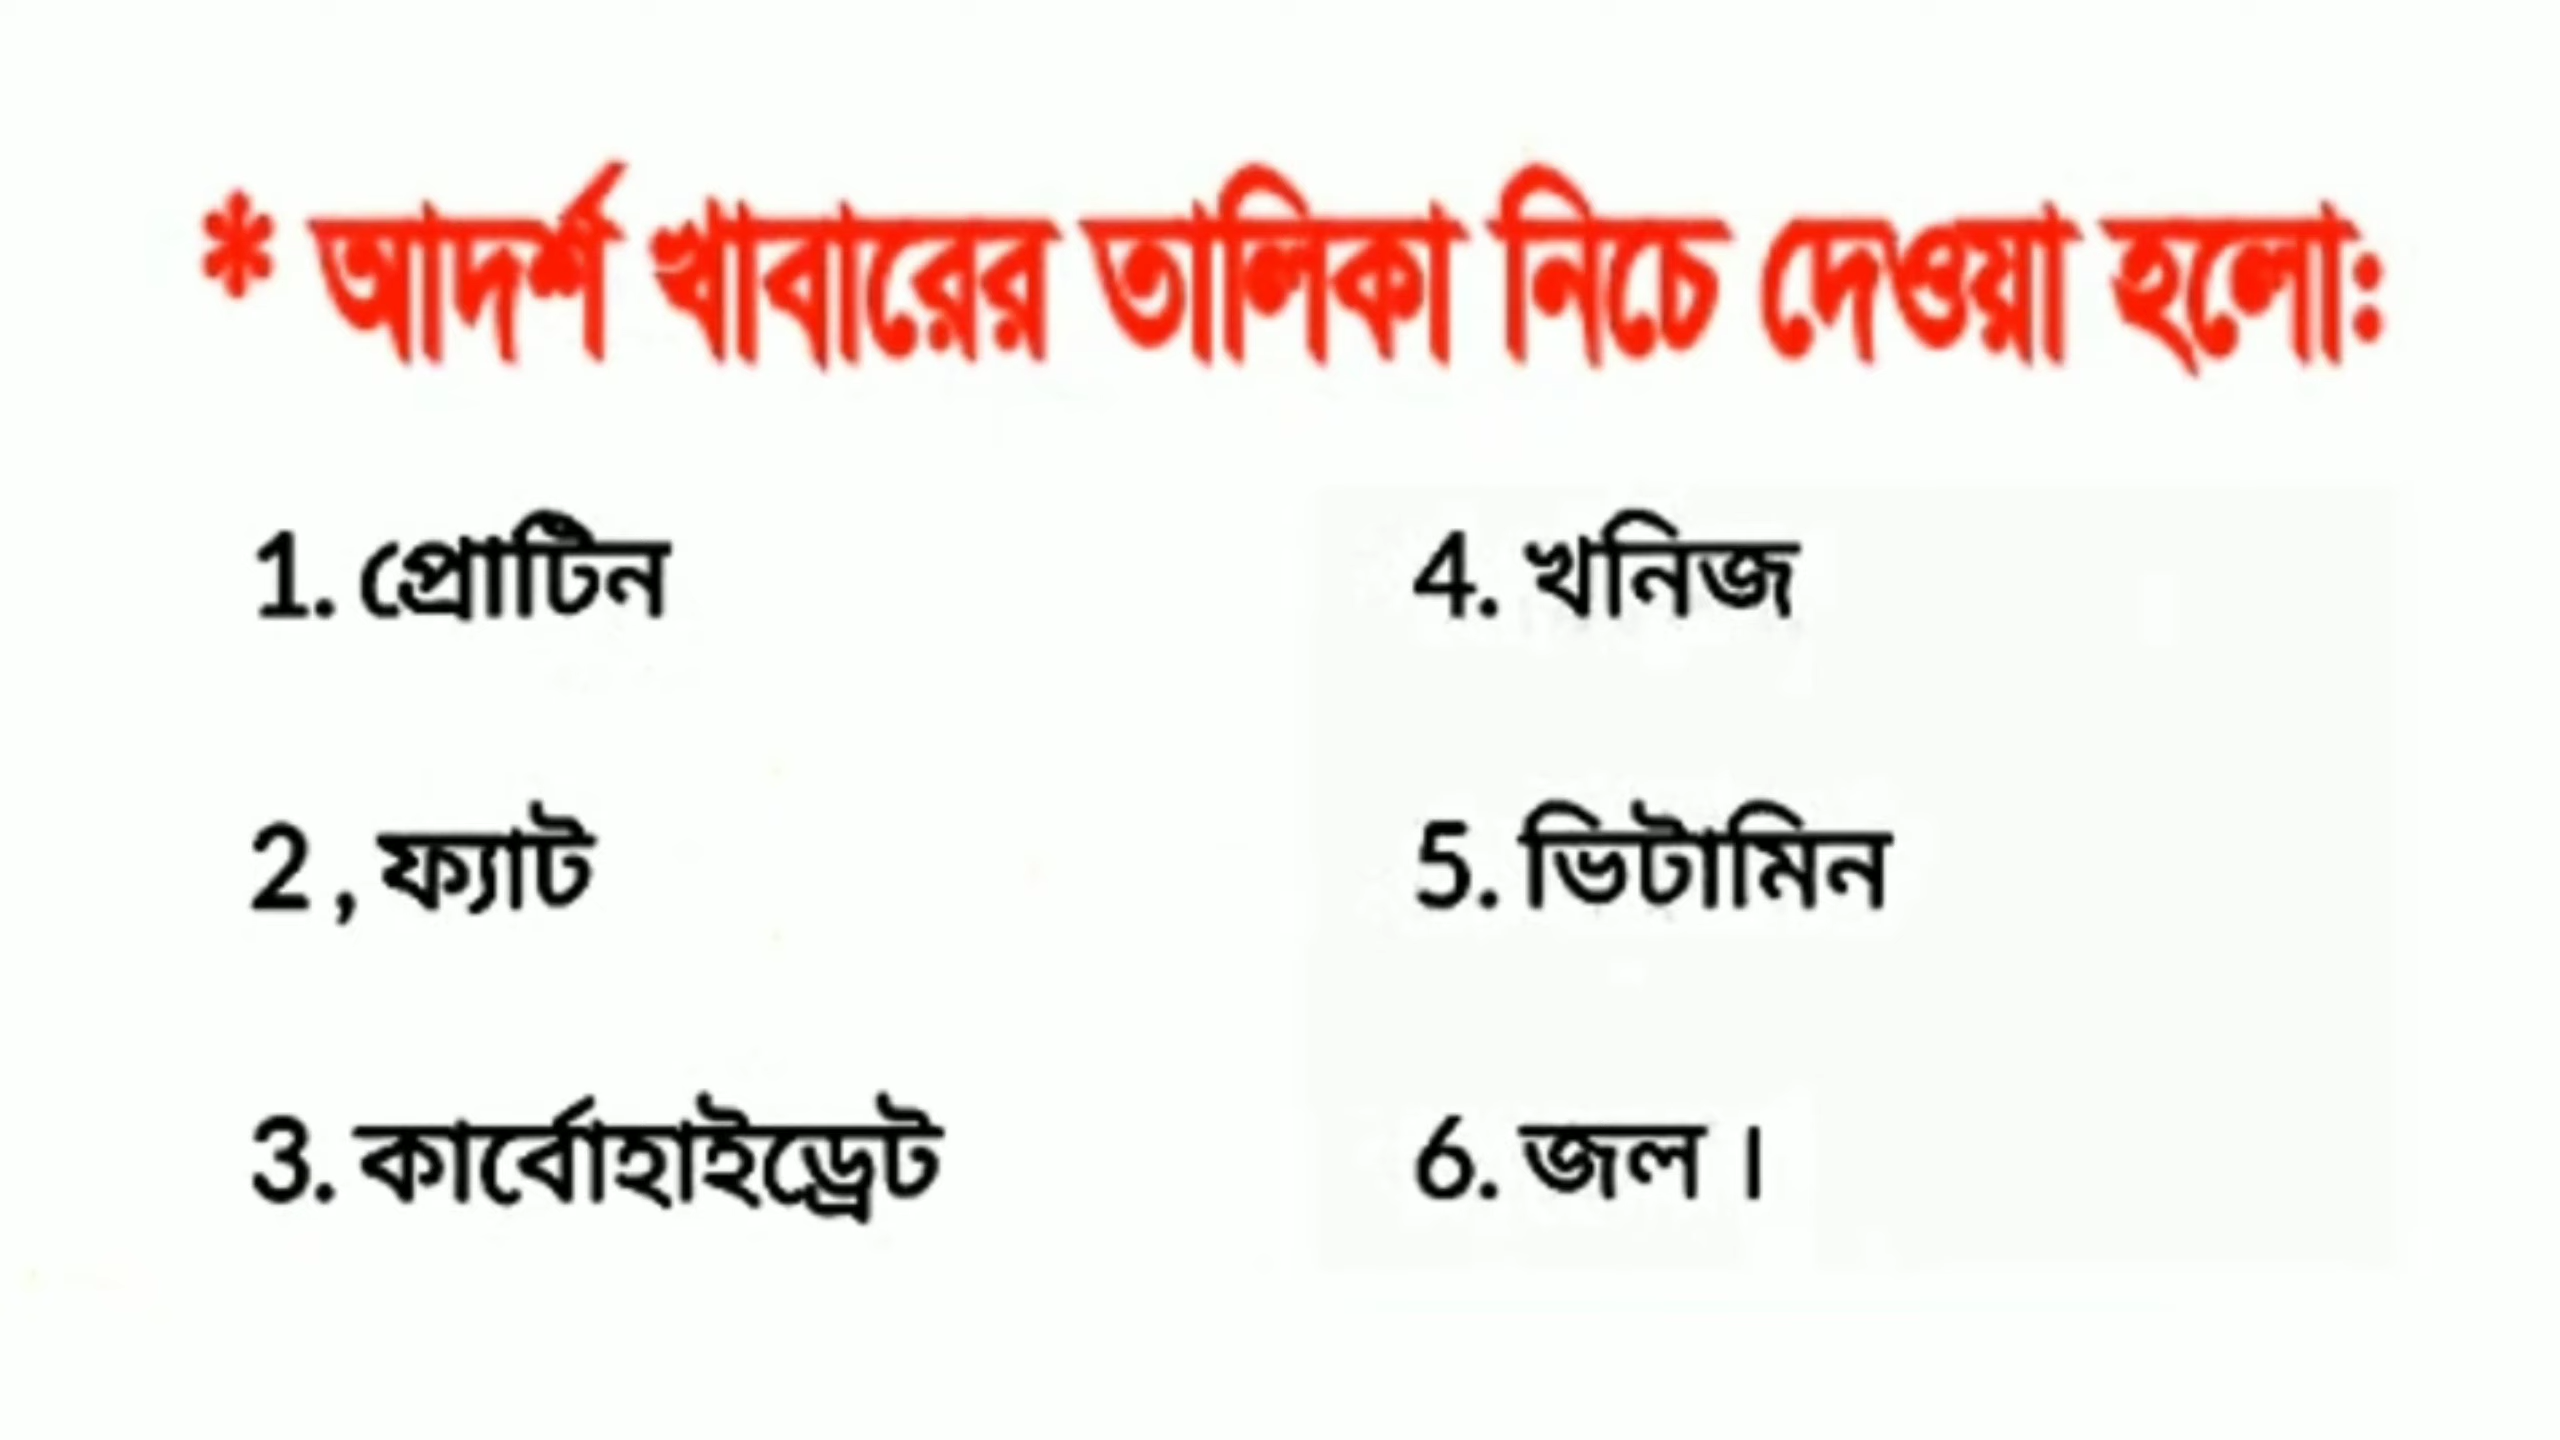 * আদর্শ খাবারের তালিকা নিচে দেওয়া হলোঃ
1. প্রোটিন
2 , ফ্যাট
3. কার্বোহাইড্রেট
4. খনিজ
5. ভিটামিন
6. জল ।